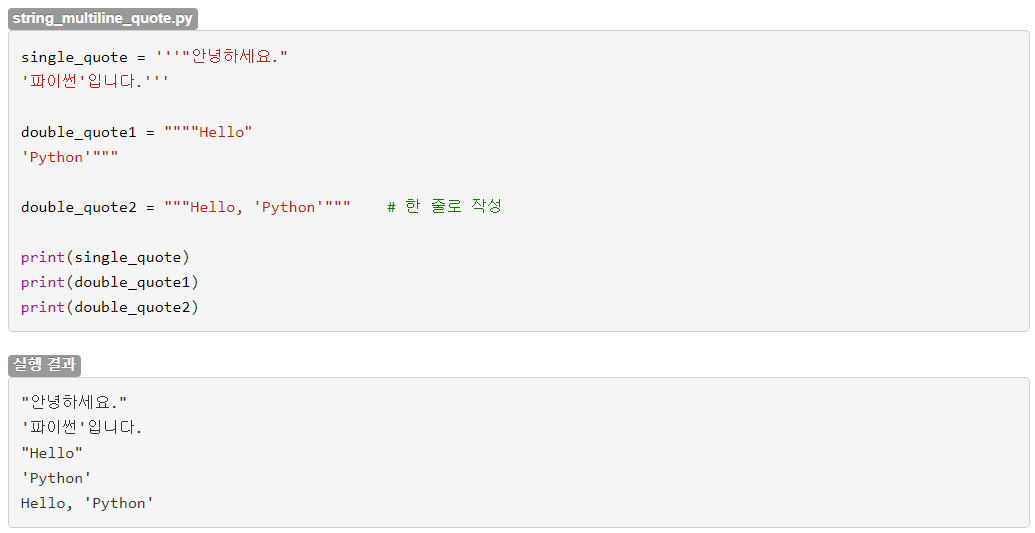 string_multiline_quote.py
single_quote = '''"안녕하세요."
'파이썬'입니다.'''
double_quote1 = """"Hello"
'Python'"""
double_quote2 = """Hello, 'Python'"""    # 한 줄로 작성
print(single_quote)
print(double_quote1)
print(double_quote2)
실행 결과
"안녕하세요."
'파이썬'입니다.
"Hello"
'Python'
Hello, 'Python'